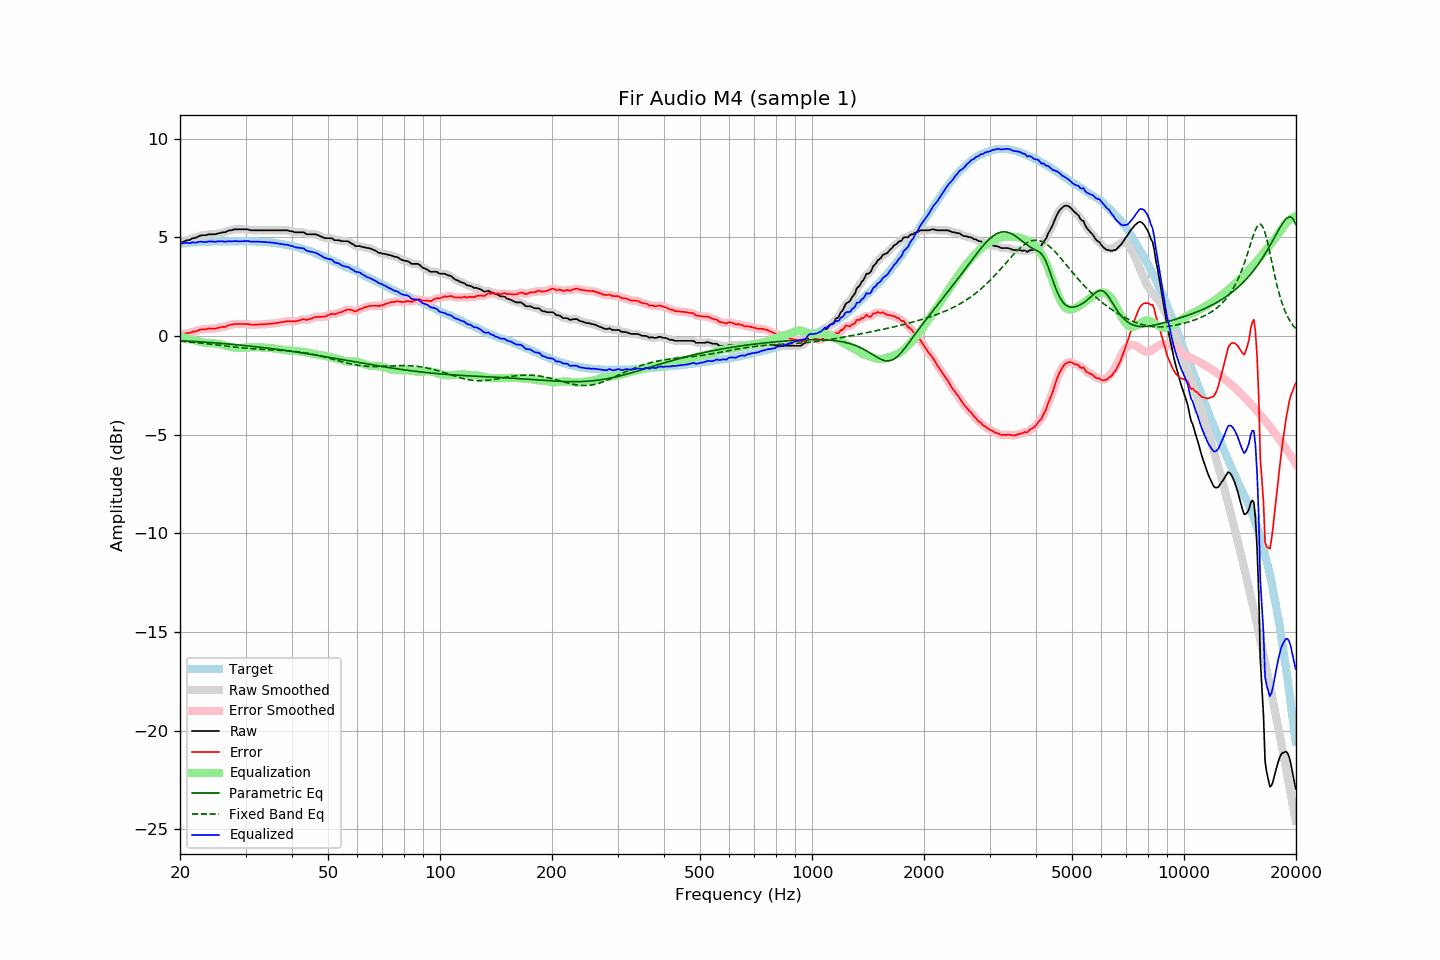 Fir Audio M4 (sample 1)
10
5
0
−5
−10
−15
−20
−25
Amplitude (dBr)
Target
Raw Smoothed
Error Smoothed
Raw
Error
Equalization
Parametric Eq
Fixed Band Eq
Equalized
20 50 100 200 500 1000 2000 5000 10000 20000
Frequency (Hz)